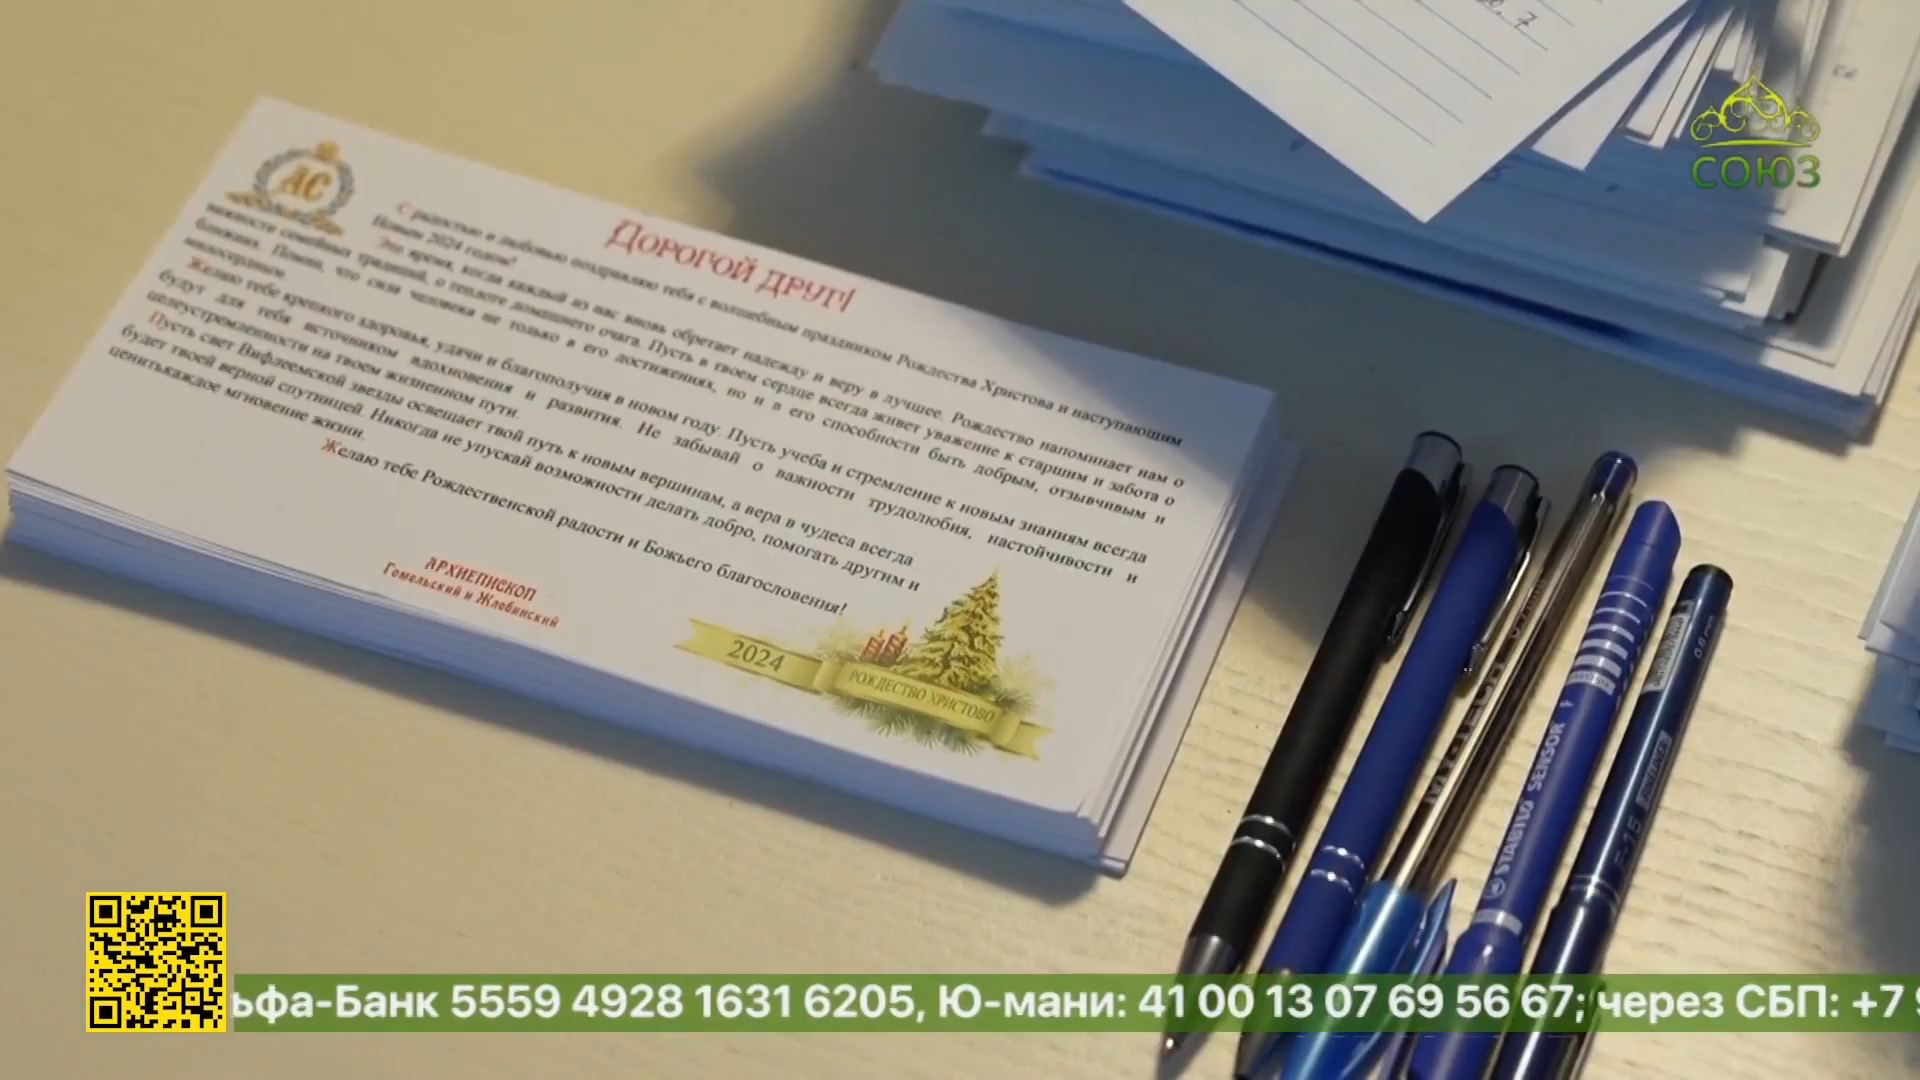 АС
ДОРОГОЙ ДРУГ!
С радостью и любовью поздравляю тебя с волшебным праздником Рождества Христова и наступающим
Новым 2024 годом!
Это время, когда каждый из нас вновь обретает надежду и веру в лучшее. Рождество напоминает нам о
важности семейных традиций, о теплоте домашнего очага. Пусть в твоем сердце всегда живет уважение к старшим и забота о
ближних. Помни, что сила человека не только в его достижениях, но и в его способности быть добрым, отзывчивым и
милосердным.
Желаю тебе крепкого здоровья, удачи и благополучия в новом году. Пусть учеба и стремление к новым знаниям всегда
будут для тебя источником вдохновения и развития. Не забывай о важности трудолюбия, настойчивости и
целеустремленности на твоем жизненном пути.
Пусть свет Вифлеемской звезды освещает твой путь к новым вершинам, а вера в чудеса всегда
будет твоей верной спутницей. Никогда не упускай возможности делать добро, помогать другим и
ценитькаждое мгновение жизни.
Желаю тебе Рождественской радости и Божьего благословения!
АРХИЕПИСКОП
Гомельский и Жлобинский
2024
РОЖДЕСТВО ХРИСТОВО
STABILO SENSOR
F-15
0.6 mm
СОЮЗ
ьфа-Банк 5559 4928 1631 6205, Ю-мани: 41 00 13 07 69 56 67; через СБП: +7 9